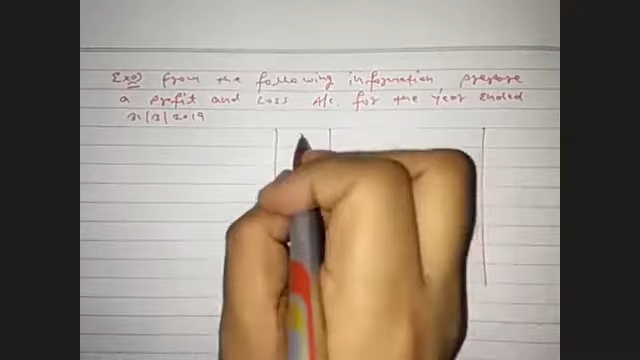 Ex:) from the following information prepare
a profit and Loss A/c. for the year Ended
31/3/2019